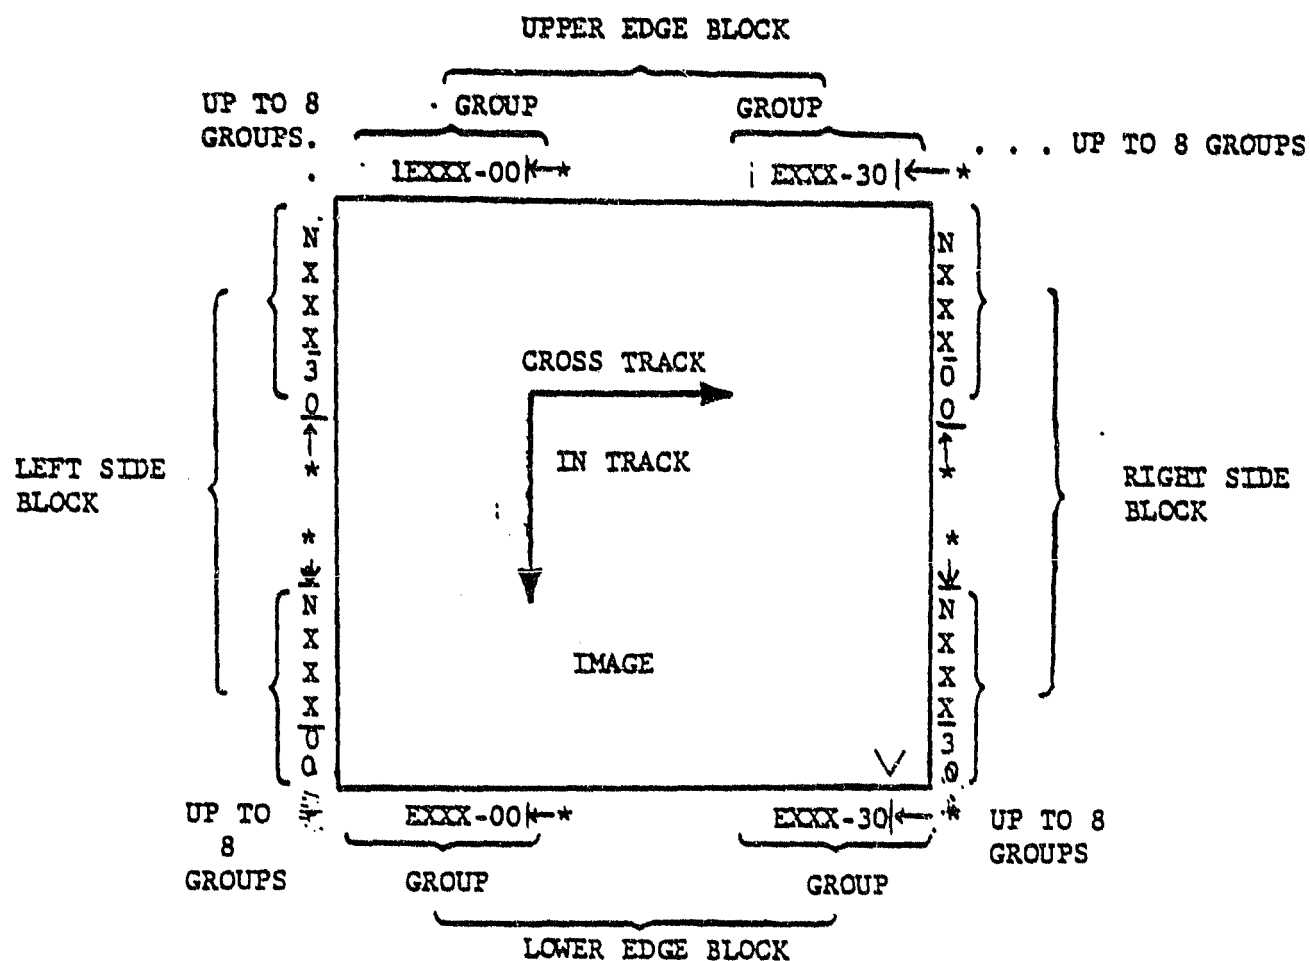 UPPER EDGE BLOCK
UP TO 8
GROUPS.
GROUP
GROUP
. . . UP TO 8 GROUPS
1EXXX-00|←*
EXXX-30|←*
N
X
X
X
-
3
0
*
*
N
X
X
X
-
0
0
N
X
X
X
-
0
0
*
*
N
X
X
X
-
3
0
CROSS TRACK
IN TRACK
IMAGE
LEFT SIDE
BLOCK
RIGHT SIDE
BLOCK
EXXX-00|←*
EXXX-30|←*
UP TO
8
GROUPS
UP TO 8
GROUPS
GROUP
GROUP
LOWER EDGE BLOCK